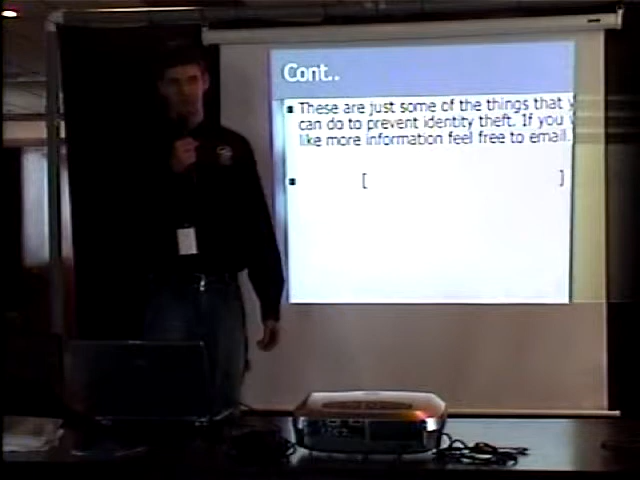 Cont..
▪ These are just some of the things that y
can do to prevent identity theft. If you w
like more information feel free to email.
▪ [ ]